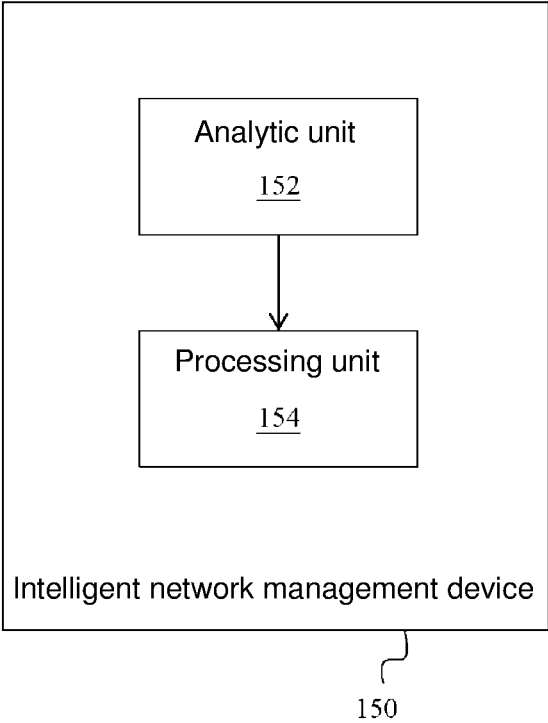 Analytic unit
152
Processing unit
154
Intelligent network management device
150